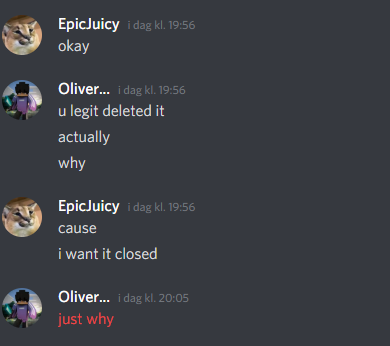 EpicJuicy i dag kl. 19:56
okay
Oliver... i dag kl. 19:56
u legit deleted it
actually
why
EpicJuicy i dag kl. 19:56
cause
i want it closed
Oliver... i dag kl. 20:05
just why